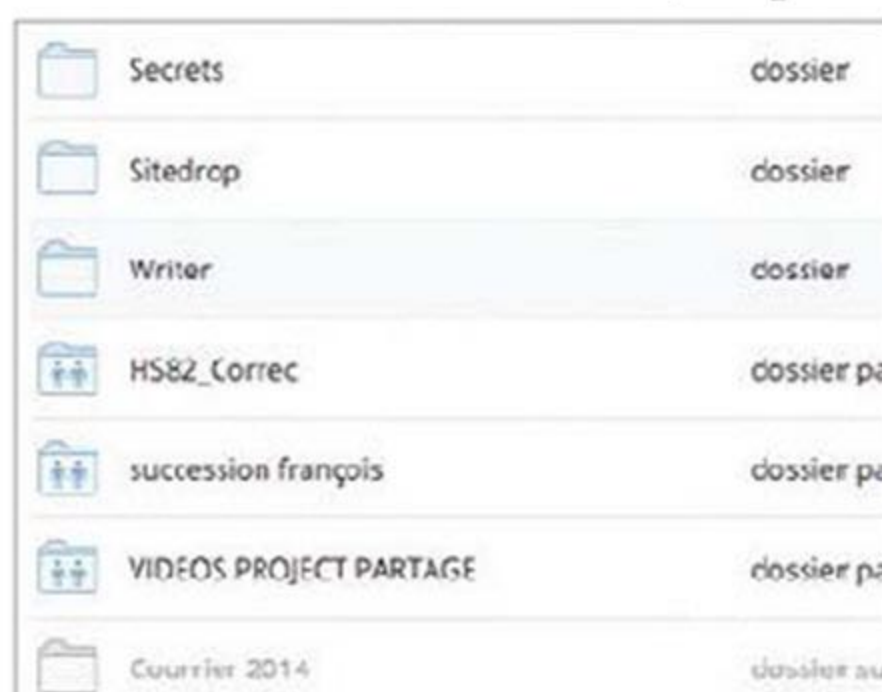 Secrets dossier
Sitedrop dossier
Writer dossier
HS82_Correc dossier pa
succession françois dossier pa
VIDEOS PROJECT PARTAGE dossier pa
Courrier 2014 dossier su